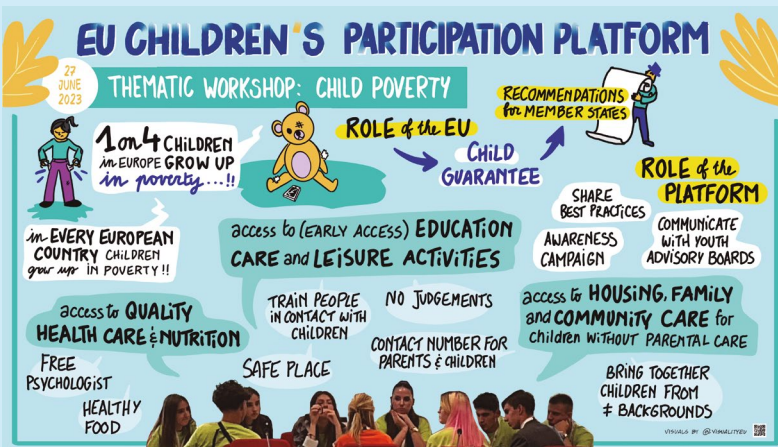 EU CHILDREN'S PARTICIPATION PLATFORM
27
JUNE
2023
THEMATIC WORKSHOP: CHILD POVERTY
1 on 4 CHILDREN
in EUROPE GROW UP
in poverty...!!
in EVERY EUROPEAN
COUNTRY CHILDREN
grow up IN POVERTY!!
ROLE of the EU
CHILD
GUARANTEE
RECOMMENDATIONS
for MEMBER STATES
ROLE of the
PLATFORM
SHARE
BEST PRACTICES
AWARENESS
CAMPAIGN
COMMUNICATE
WITH YOUTH
ADVISORY BOARDS
access to (EARLY ACCESS) EDUCATION
CARE and LEISURE ACTIVITIES
TRAIN PEOPLE
IN CONTACT WITH
CHILDREN
NO JUDGEMENTS
SAFE PLACE
CONTACT NUMBER FOR
PARENTS & CHILDREN
access to QUALITY
HEALTH CARE & NUTRITION
FREE
PSYCHOLOGIST
HEALTHY
FOOD
access to HOUSING, FAMILY
and COMMUNITY CARE for
children WITHOUT PARENTAL CARE
BRING TOGETHER
CHILDREN FROM
≠ BACKGROUNDS
VISUALS BY @VISUALITYEU